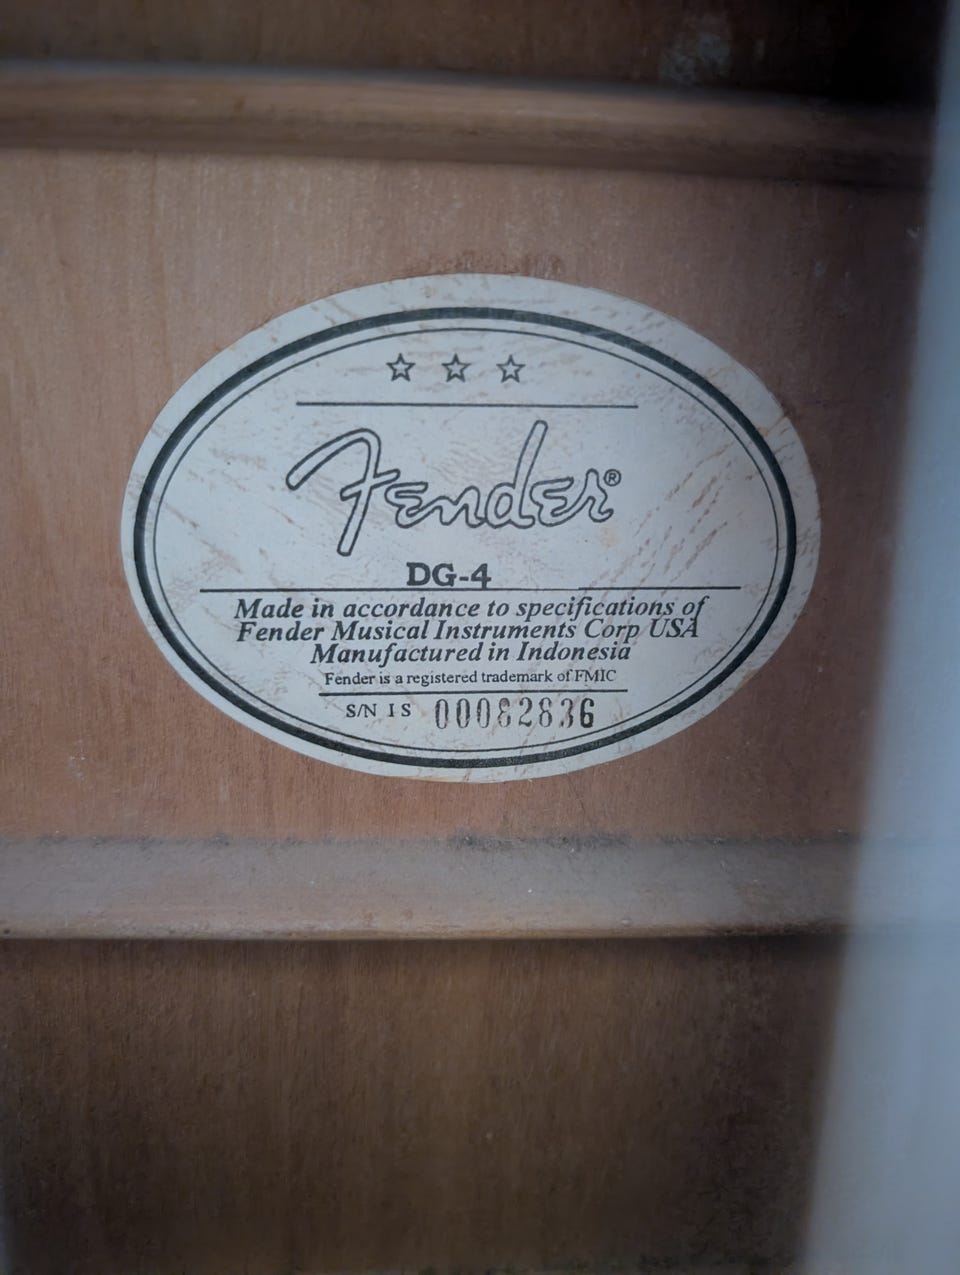 Fender®
DG-4
Made in accordance to specifications of
Fender Musical Instruments Corp USA
Manufactured in Indonesia
Fender is a registered trademark of FMIC
S/N I S 00082836